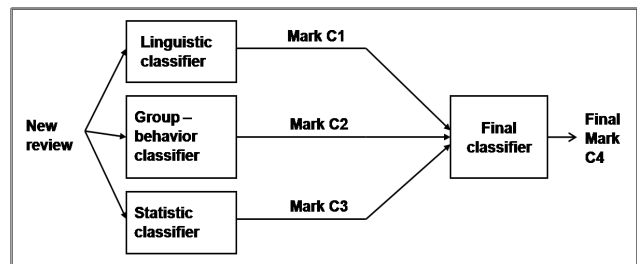 New
review
Linguistic
classifier
Group –
behavior
classifier
Statistic
classifier
Mark C1
Mark C2
Mark C3
Final
classifier
Final
Mark
C4